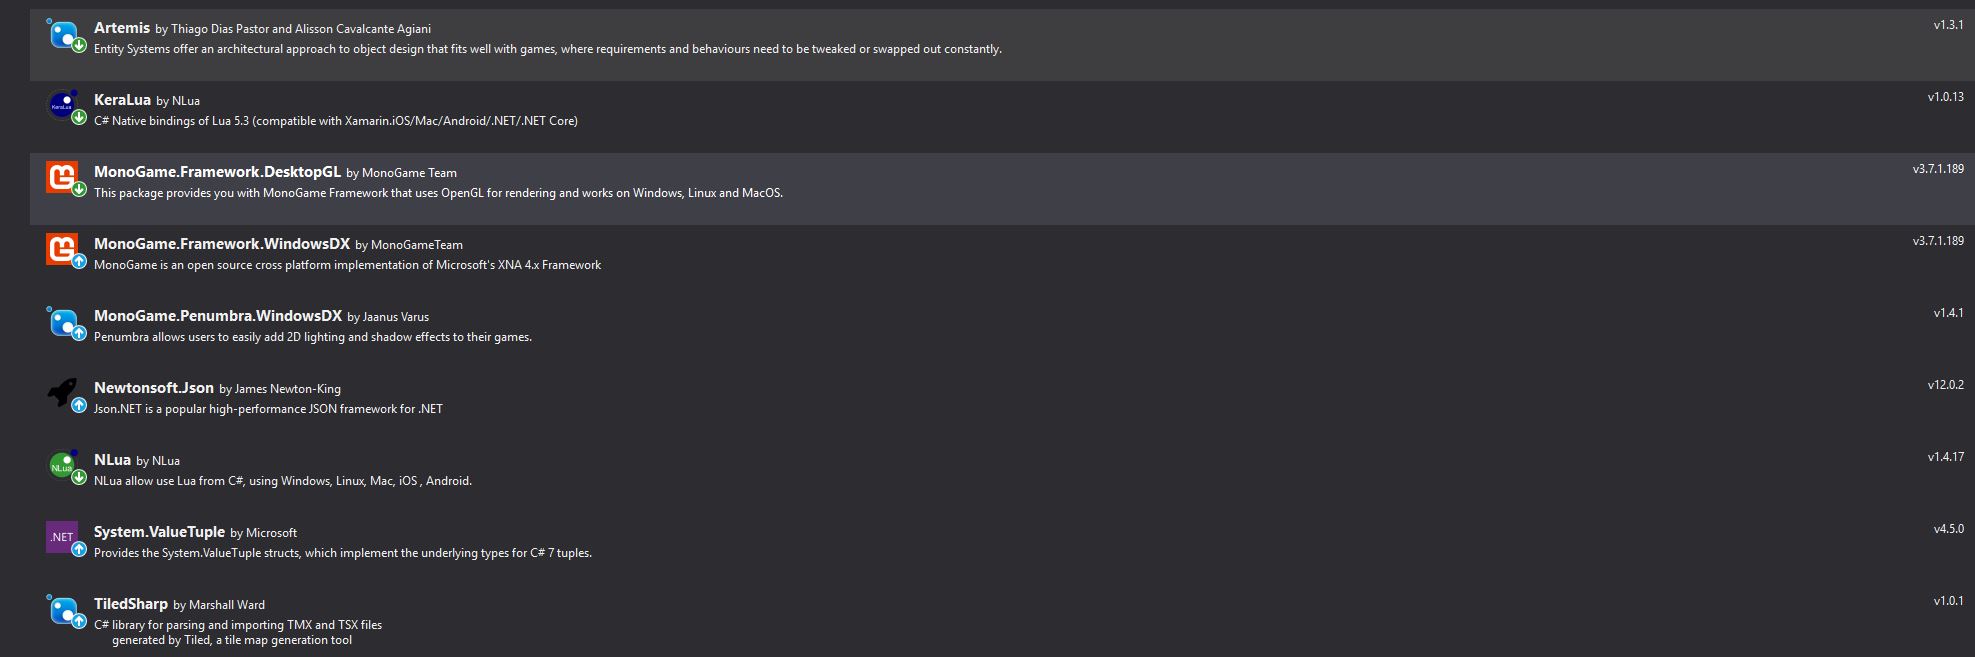 Artemis by Thiago Dias Pastor and Alisson Cavalcante Agiani v1.3.1
Entity Systems offer an architectural approach to object design that fits well with games, where requirements and behaviours need to be tweaked or swapped out constantly.
KeraLua
KeraLua by NLua v1.0.13
C# Native bindings of Lua 5.3 (compatible with Xamarin.iOS/Mac/Android/.NET/.NET Core)
MonoGame.Framework.DesktopGL by MonoGame Team v3.7.1.189
This package provides you with MonoGame Framework that uses OpenGL for rendering and works on Windows, Linux and MacOS.
MonoGame.Framework.WindowsDX by MonoGameTeam v3.7.1.189
MonoGame is an open source cross platform implementation of Microsoft's XNA 4.x Framework
MonoGame.Penumbra.WindowsDX by Jaanus Varus v1.4.1
Penumbra allows users to easily add 2D lighting and shadow effects to their games.
Newtonsoft.Json by James Newton-King v12.0.2
Json.NET is a popular high-performance JSON framework for .NET
NLua
NLua by NLua v1.4.17
NLua allow use Lua from C#, using Windows, Linux, Mac, iOS , Android.
.NET
System.ValueTuple by Microsoft v4.5.0
Provides the System.ValueTuple structs, which implement the underlying types for C# 7 tuples.
TiledSharp by Marshall Ward v1.0.1
C# library for parsing and importing TMX and TSX files
generated by Tiled, a tile map generation tool